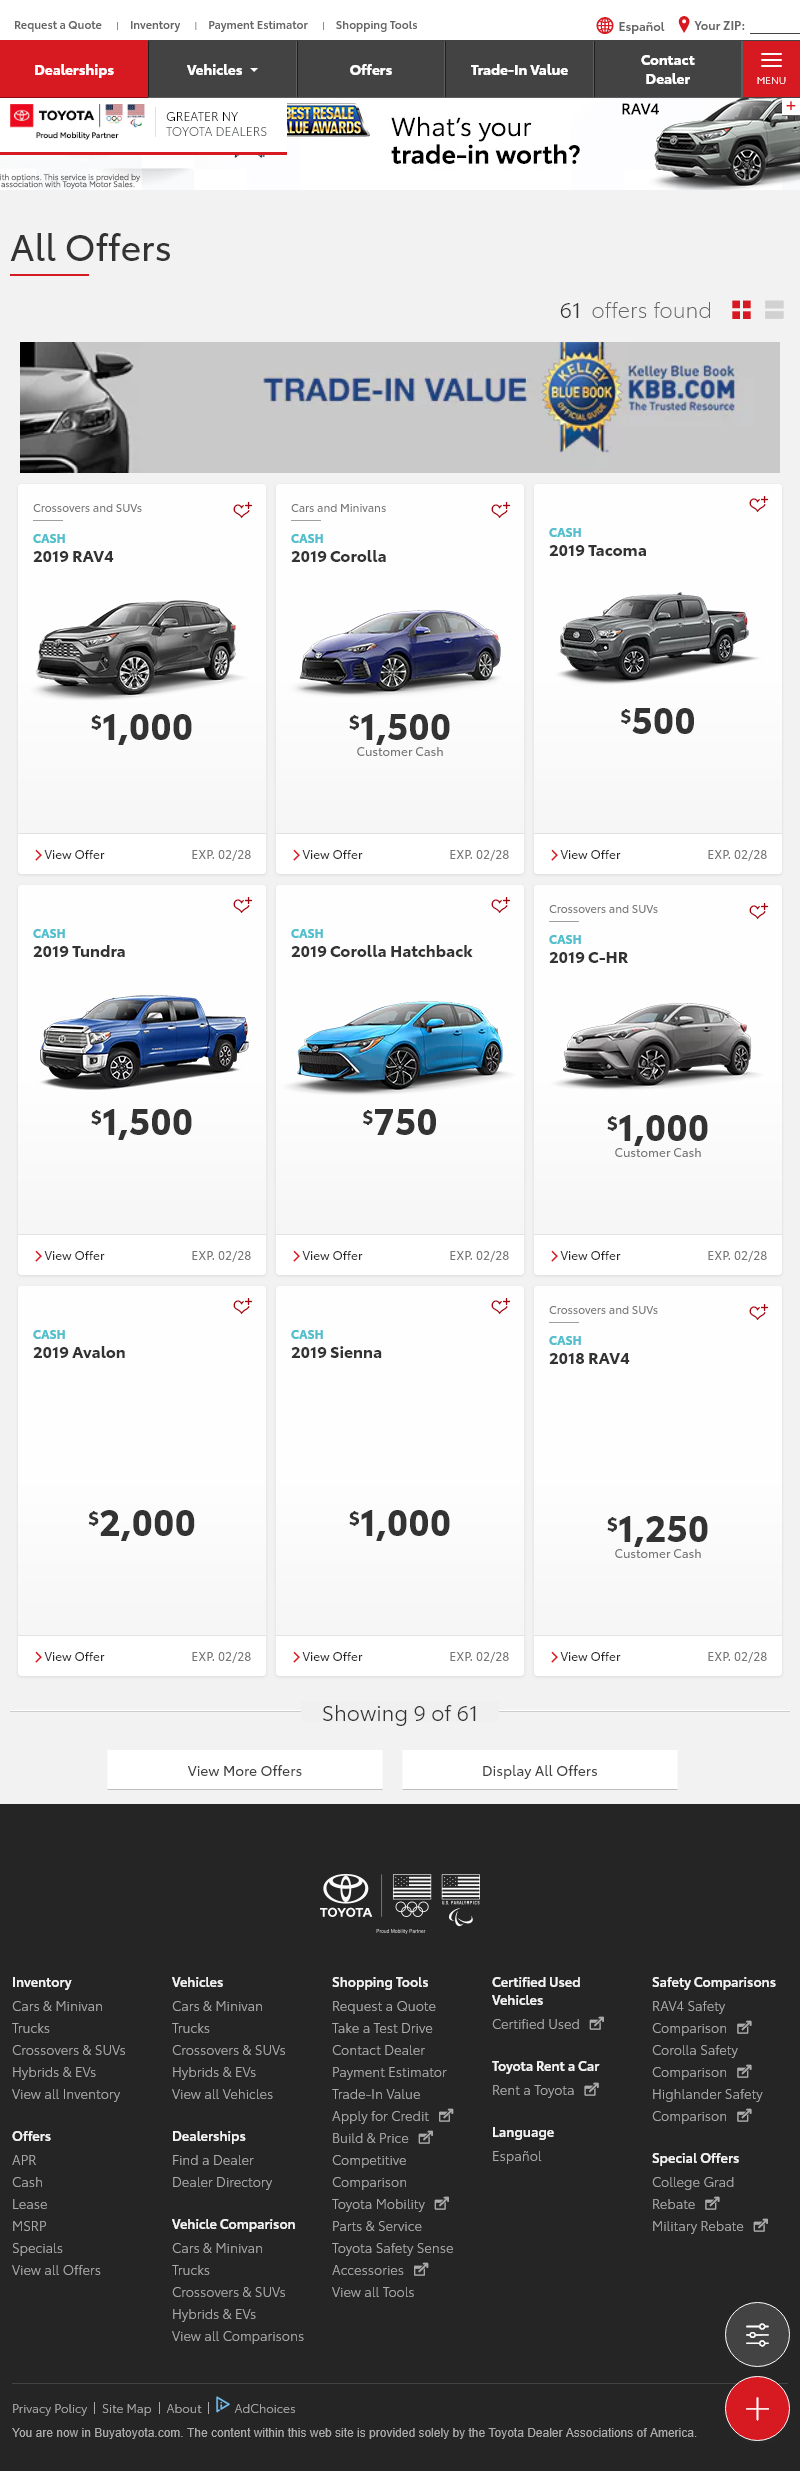 Request a Quote | Inventory | Payment Estimator | Shopping Tools
Español Your ZIP:
Dealerships Vehicles Offers Trade-In Value Contact Dealer MENU
TOYOTA
Proud Mobility Partner
GREATER NY
TOYOTA DEALERS
BEST RESALE
VALUE AWARDS
What's your
trade-in worth?
RAV4
with options. This service is provided by
association with Toyota Motor Sales.
All Offers
61 offers found
TRADE-IN VALUE
KELLEY
BLUE BOOK
OFFICIAL GUIDE
Kelley Blue Book
KBB.COM
The Trusted Resource
Crossovers and SUVs
CASH
2019 RAV4
$1,000
View Offer EXP. 02/28
Cars and Minivans
CASH
2019 Corolla
$1,500
Customer Cash
View Offer EXP. 02/28
CASH
2019 Tacoma
$500
View Offer EXP. 02/28
CASH
2019 Tundra
$1,500
View Offer EXP. 02/28
CASH
2019 Corolla Hatchback
$750
View Offer EXP. 02/28
Crossovers and SUVs
CASH
2019 C-HR
$1,000
Customer Cash
View Offer EXP. 02/28
CASH
2019 Avalon
$2,000
View Offer EXP. 02/28
CASH
2019 Sienna
$1,000
View Offer EXP. 02/28
Crossovers and SUVs
CASH
2018 RAV4
$1,250
Customer Cash
View Offer EXP. 02/28
Showing 9 of 61
View More Offers
Display All Offers
TOYOTA
U.S. PARALYMPICS
Proud Mobility Partner
Inventory
Cars & Minivan
Trucks
Crossovers & SUVs
Hybrids & EVs
View all Inventory
Offers
APR
Cash
Lease
MSRP
Specials
View all Offers
Vehicles
Cars & Minivan
Trucks
Crossovers & SUVs
Hybrids & EVs
View all Vehicles
Dealerships
Find a Dealer
Dealer Directory
Vehicle Comparison
Cars & Minivan
Trucks
Crossovers & SUVs
Hybrids & EVs
View all Comparisons
Shopping Tools
Request a Quote
Take a Test Drive
Contact Dealer
Payment Estimator
Trade-In Value
Apply for Credit
Build & Price
Competitive
Comparison
Toyota Mobility
Parts & Service
Toyota Safety Sense
Accessories
View all Tools
Certified Used
Vehicles
Certified Used
Toyota Rent a Car
Rent a Toyota
Language
Español
Safety Comparisons
RAV4 Safety
Comparison
Corolla Safety
Comparison
Highlander Safety
Comparison
Special Offers
College Grad
Rebate
Military Rebate
Privacy Policy | Site Map | About | AdChoices
You are now in Buyatoyota.com. The content within this web site is provided solely by the Toyota Dealer Associations of America.